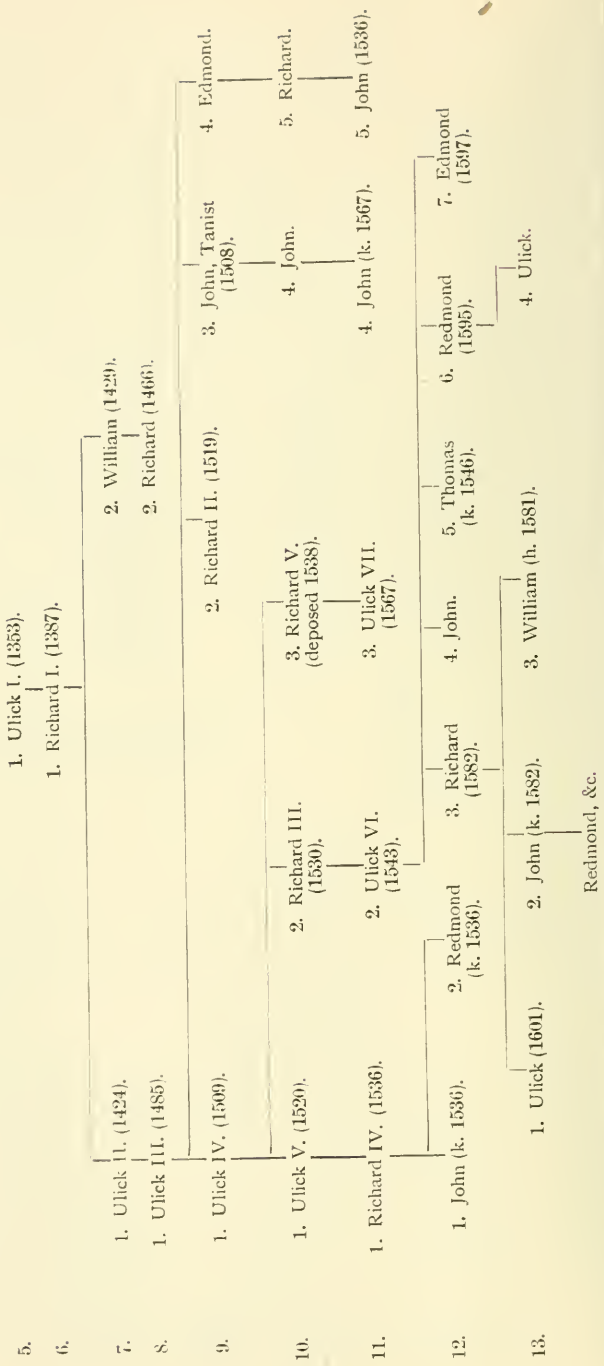 5.
1. Ulick I. (1353).
6.
1. Richard I. (1387).
7.
1. Ulick II. (1424).
2. William (1429).
8.
1. Ulick III. (1485).
2. Richard (1466).
9.
1. Ulick IV. (1509).
2. Richard II. (1519).
3. John, Tanist
(1508).
4. Edmond.
10.
1. Ulick V. (1520).
2. Richard III.
(1530).
3. Richard V.
(deposed 1538).
4. John.
5. Richard.
11.
1. Richard IV. (1536).
2. Ulick VI.
(1543).
3. Ulick VII.
(1567).
4. John (k. 1567).
5. John (1536).
12.
1. John (k. 1536).
2. Redmond
(k. 1536).
3. Richard
(1582).
4. John.
5. Thomas
(k. 1546).
6. Redmond
(1595).
7. Edmond
(1597).
13.
1. Ulick (1601).
2. John (k. 1582).
3. William (h. 1581).
4. Ulick.
Redmond, &c.